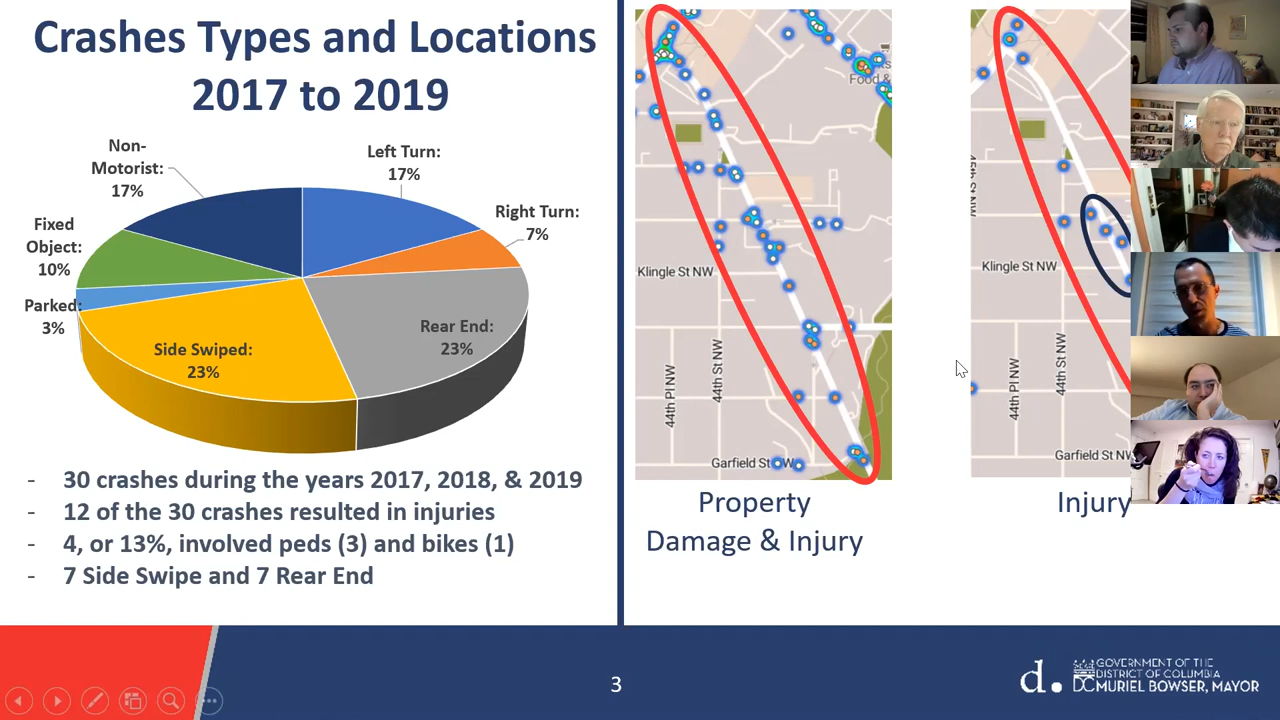 Crashes Types and Locations
2017 to 2019
Non-
Motorist:
17%
Left Turn:
17%
Right Turn:
7%
Fixed
Object:
10%
Parked:
3%
Side Swiped:
23%
Rear End:
23%
- 30 crashes during the years 2017, 2018, & 2019
- 12 of the 30 crashes resulted in injuries
- 4, or 13%, involved peds (3) and bikes (1)
- 7 Side Swipe and 7 Rear End
Food &
Klingle St NW
44th Pl NW
44th St NW
Garfield St NW
Property
Damage & Injury
45th St NW
Klingle St NW
44th Pl NW
44th St NW
Garfield St NW
Injury
3
d.
GOVERNMENT OF THE
DISTRICT OF COLUMBIA
DC MURIEL BOWSER, MAYOR